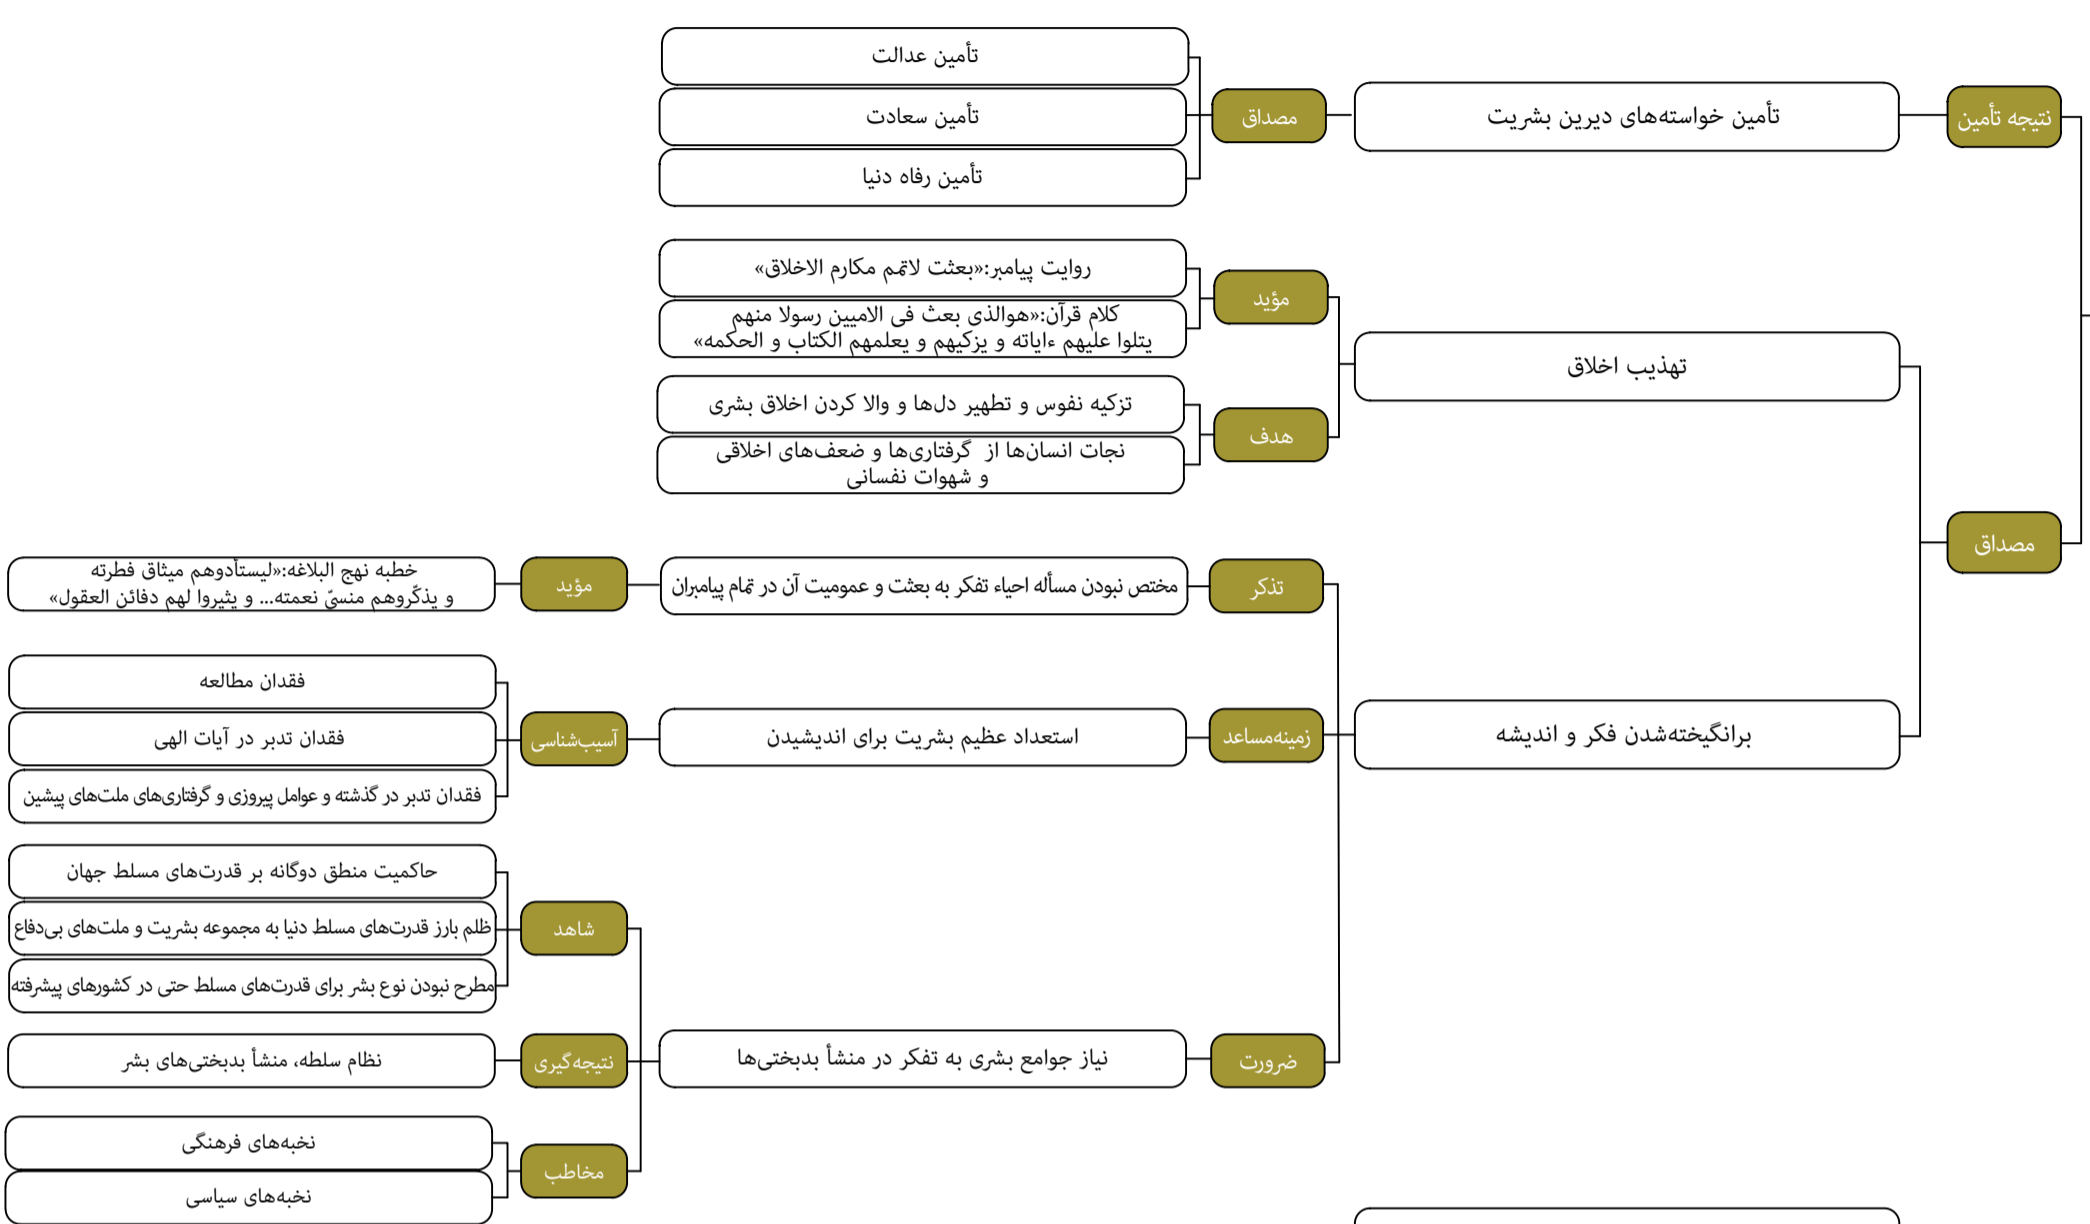 نتیجه تأمین
تأمین خواسته‌های دیرین بشریت
مصداق
تأمین عدالت
تأمین سعادت
تأمین رفاه دنیا
مصداق
تهذیب اخلاق
مؤید
روایت پیامبر:«بعثت لاتمم مکارم الاخلاق»
کلام قرآن:«هوالذی بعث فی الامیین رسولا منهم
یتلوا علیهم ءایاته و یزکیهم و یعلمهم الکتاب و الحکمه»
هدف
تزکیه نفوس و تطهیر دل‌ها و والا کردن اخلاق بشری
نجات انسان‌ها از گرفتاری‌ها و ضعف‌های اخلاقی
و شهوات نفسانی
برانگیخته‌شدن فکر و اندیشه
تذکر
مختص نبودن مسأله احیاء تفکر به بعثت و عمومیت آن در تمام پیامبران
مؤید
خطبه نهج البلاغه:«لیستأدوهم میثاق فطرته
و یذکّروهم منسیّ نعمته... و یثیروا لهم دفائن العقول»
زمینه‌مساعد
استعداد عظیم بشریت برای اندیشیدن
آسیب‌شناسی
فقدان مطالعه
فقدان تدبر در آیات الهی
فقدان تدبر در گذشته و عوامل پیروزی و گرفتاری‌های ملت‌های پیشین
ضرورت
نیاز جوامع بشری به تفکر در منشأ بدبختی‌ها
شاهد
حاکمیت منطق دوگانه بر قدرت‌های مسلط جهان
ظلم بارز قدرت‌های مسلط دنیا به مجموعه بشریت و ملت‌های بی‌دفاع
مطرح نبودن نوع بشر برای قدرت‌های مسلط حتی در کشورهای پیشرفته
نتیجه‌گیری
نظام سلطه، منشأ بدبختی‌های بشر
مخاطب
نخبه‌های فرهنگی
نخبه‌های سیاسی